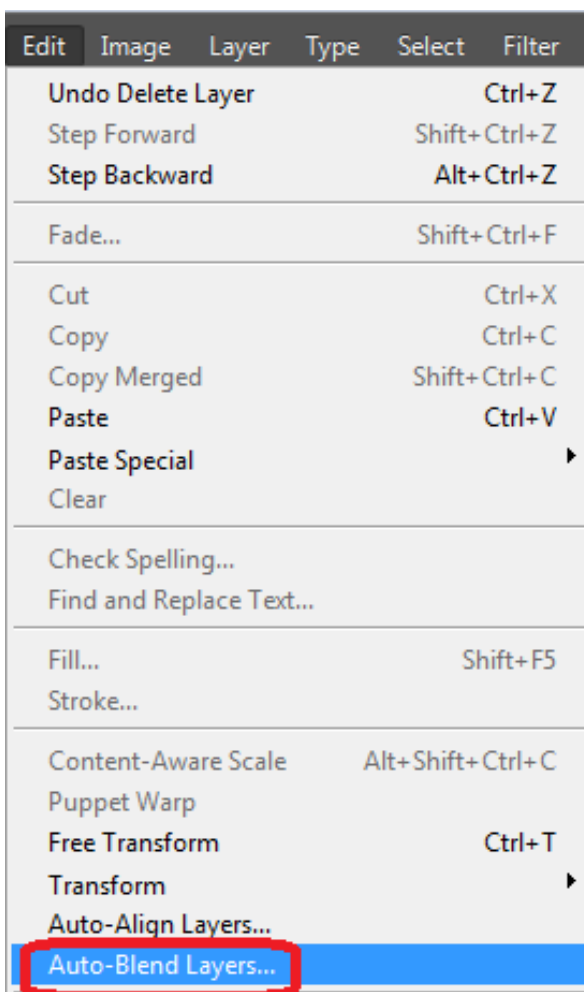 Edit Image Layer Type Select Filter
Undo Delete Layer Ctrl+Z
Step Forward Shift+Ctrl+Z
Step Backward Alt+Ctrl+Z
Fade... Shift+Ctrl+F
Cut Ctrl+X
Copy Ctrl+C
Copy Merged Shift+Ctrl+C
Paste Ctrl+V
Paste Special
Clear
Check Spelling...
Find and Replace Text...
Fill... Shift+F5
Stroke...
Content-Aware Scale Alt+Shift+Ctrl+C
Puppet Warp
Free Transform Ctrl+T
Transform
Auto-Align Layers...
Auto-Blend Layers...